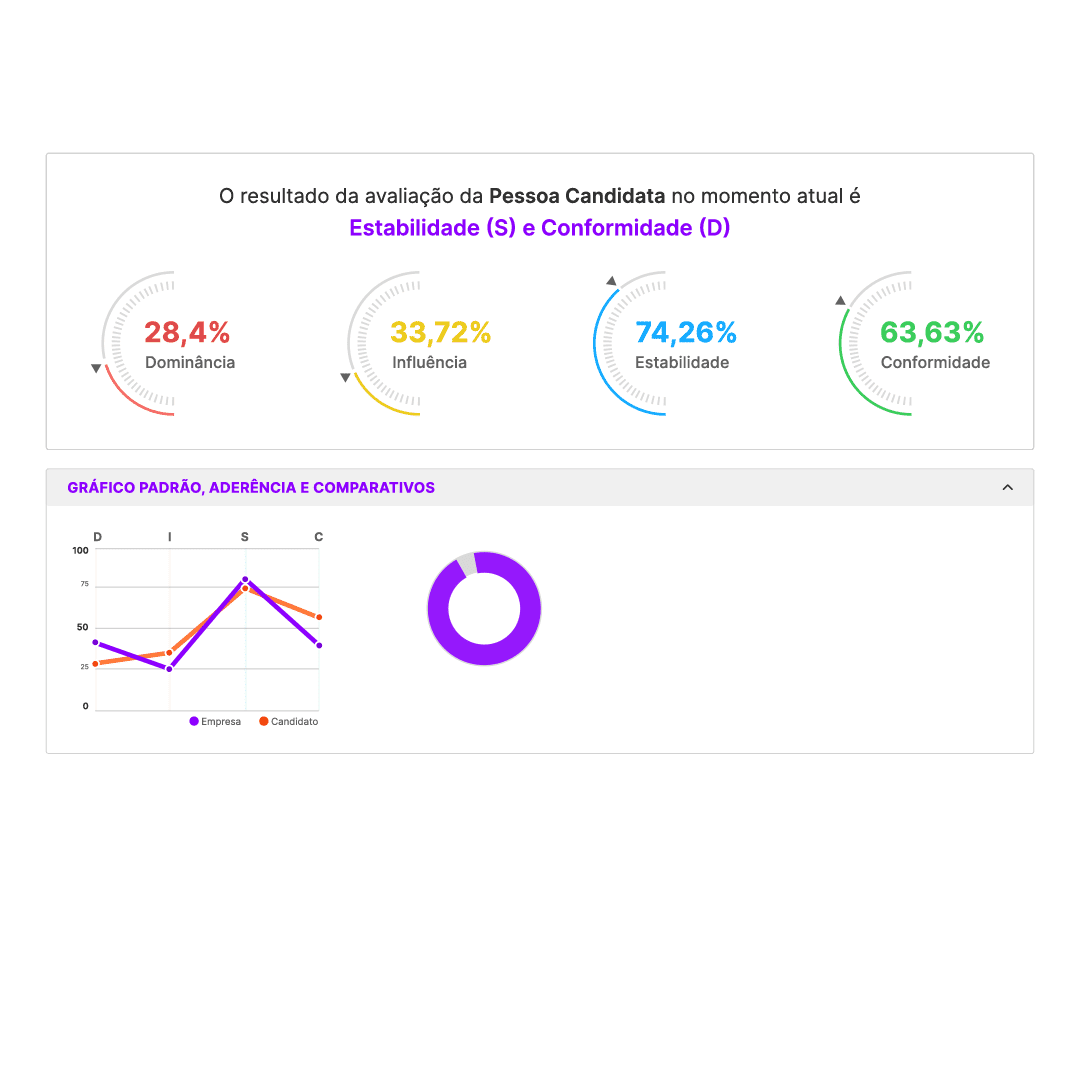 O resultado da avaliação da Pessoa Candidata no momento atual é
Estabilidade (S) e Conformidade (D)
28,4%
Dominância
33,72%
Influência
74,26%
Estabilidade
63,63%
Conformidade
GRÁFICO PADRÃO, ADERÊNCIA E COMPARATIVOS
D I S C
100
75
50
25
0
Empresa Candidato